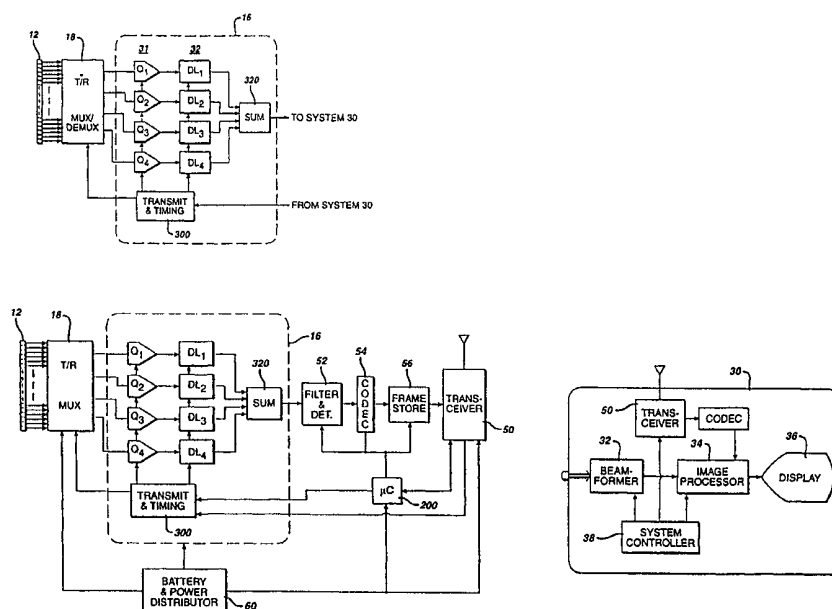 16
12
18
31
32
Q1
DL1
T/R
320
Q2
DL2
SUM
TO SYSTEM 30
MUX/
DEMUX
Q3
DL3
Q4
DL4
TRANSMIT
& TIMING
FROM SYSTEM 30
300
12
18
16
Q1
DL1
T/R
320
52
54
56
Q2
DL2
SUM
FILTER
& DET.
CODEC
FRAME
STORE
TRANS-
CEIVER
50
MUX
Q3
DL3
Q4
DL4
µC
200
TRANSMIT
& TIMING
300
BATTERY
& POWER
DISTRIBUTOR
60
30
50
TRANS-
CEIVER
CODEC
32
34
36
BEAM-
FORMER
IMAGE
PROCESSOR
DISPLAY
38
SYSTEM
CONTROLLER